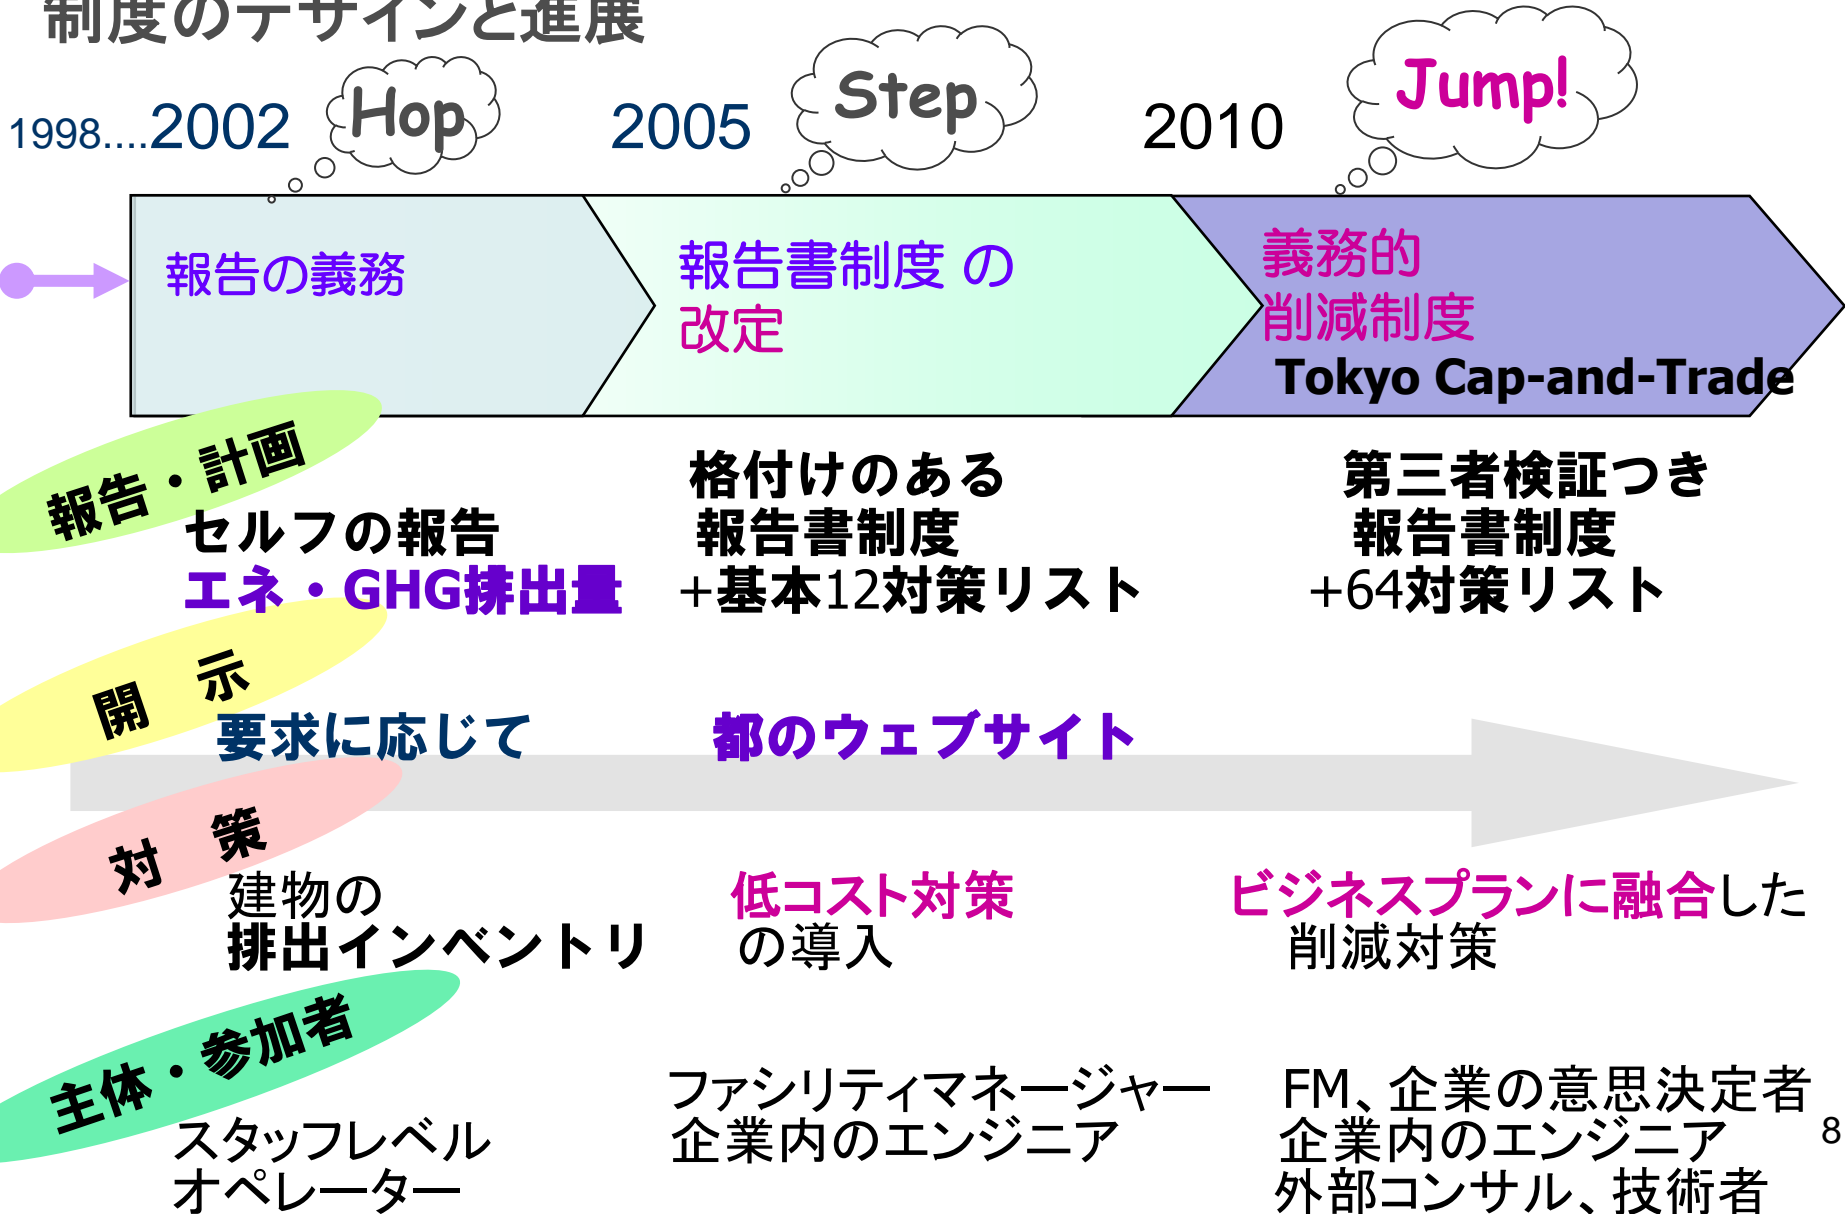 制度のデザインと進展
1998....2002
Hop
2005
Step
2010
Jump!
報告の義務
報告書制度 の
改定
義務的
削減制度
Tokyo Cap-and-Trade
報告・計画
セルフの報告
エネ・GHG排出量
格付けのある
報告書制度
+基本12対策リスト
第三者検証つき
報告書制度
+64対策リスト
開 示
要求に応じて
都のウェブサイト
対 策
建物の
排出インベントリ
低コスト対策
の導入
ビジネスプランに融合した
削減対策
主体・参加者
スタッフレベル
オペレーター
ファシリティマネージャー
企業内のエンジニア
FM、企業の意思決定者
企業内のエンジニア
外部コンサル、技術者
8